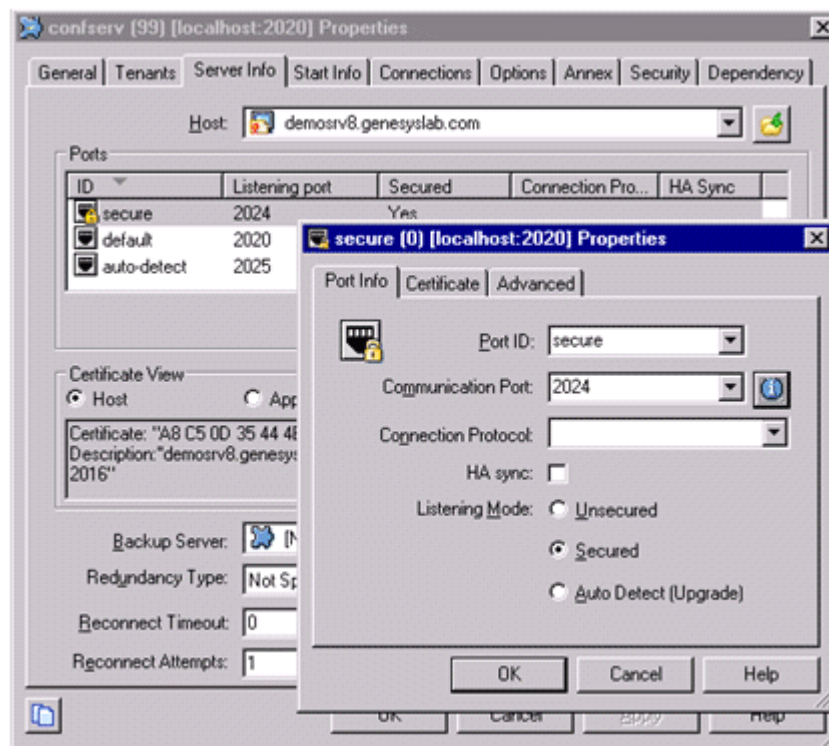 confserv (99) [localhost:2020] Properties
General Tenants Server Info Start Info Connections Options Annex Security Dependency
Host: demosrv8.genesyslab.com
Ports
ID Listening port Secured Connection Pro... HA Sync
secure 2024 Yes
default 2020
auto-detect 2025
secure (0) [localhost:2020] Properties
Port Info Certificate Advanced
Port ID: secure
Communication Port: 2024
Connection Protocol:
HA sync:
Listening Mode: Unsecured
Secured
Auto Detect (Upgrade)
OK Cancel Help
Certificate View
Host App
Certificate: "A8 C5 0D 35 44 4E
Description:"demosrv8.genesys
2016"
Backup Server:
Redundancy Type: Not Sp
Reconnect Timeout: 0
Reconnect Attempts: 1
OK Cancel Apply Help